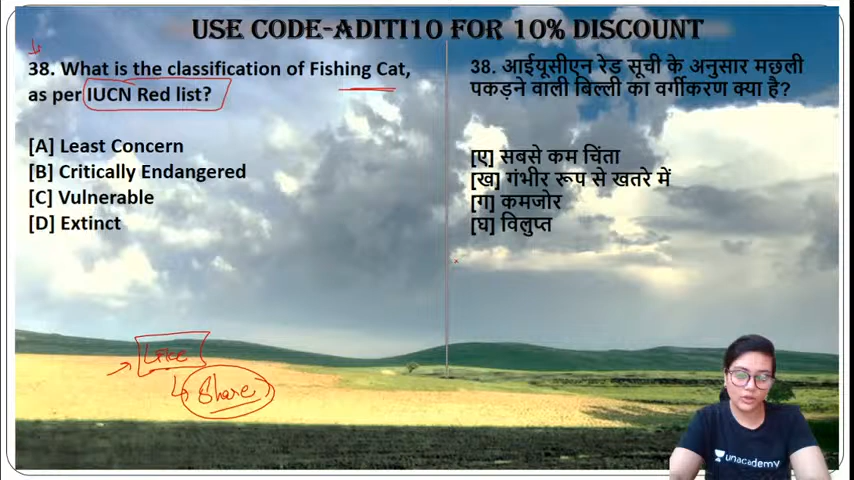 USE CODE-ADITI10 FOR 10% DISCOUNT
38. What is the classification of Fishing Cat,
as per IUCN Red list?
[A] Least Concern
[B] Critically Endangered
[C] Vulnerable
[D] Extinct
38. आईयूसीएन रेड सूची के अनुसार मछली
पकड़ने वाली बिल्ली का वर्गीकरण क्या है?
[ए] सबसे कम चिंता
[ख] गंभीर रूप से खतरे में
[ग] कमजोर
[घ] विलुप्त
Share
unacademy